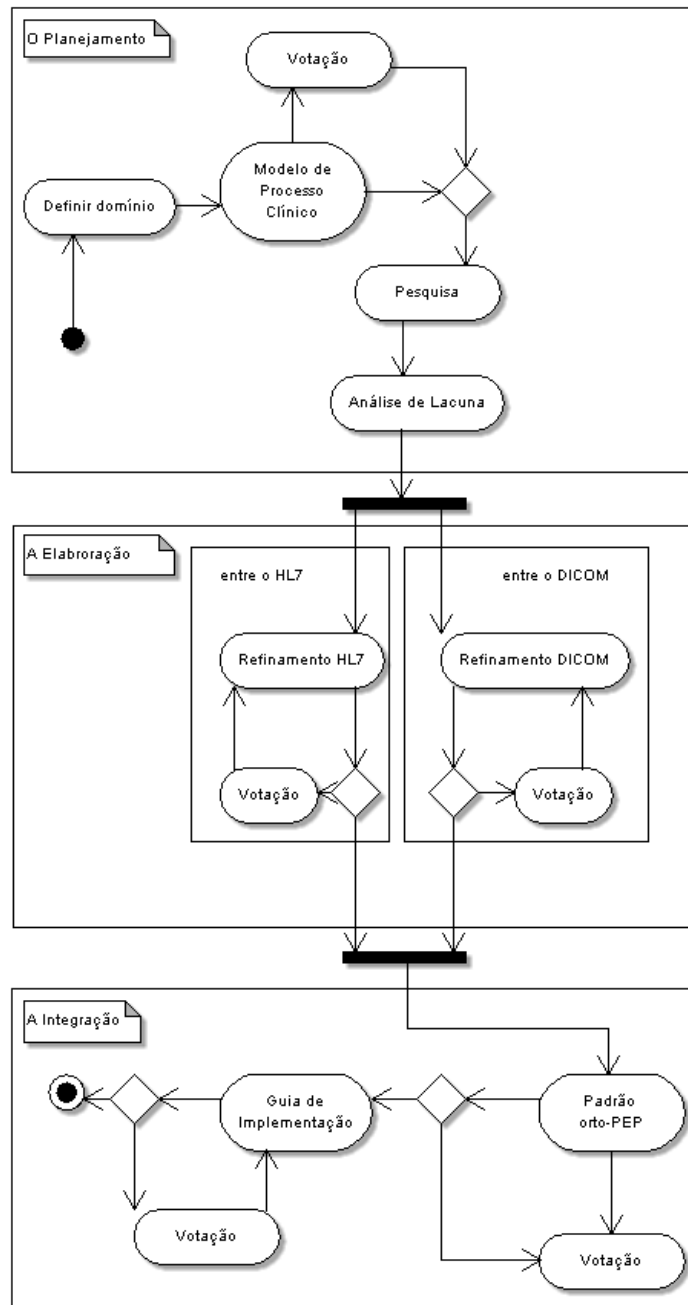 O Planejamento
Votação
Modelo de
Processo
Clínico
Definir domínio
Pesquisa
Análise de Lacuna
A Elabroração
entre o HL7
entre o DICOM
Refinamento HL7
Refinamento DICOM
Votação
Votação
A Integração
Guia de
Implementação
Padrão
orto-PEP
Votação
Votação